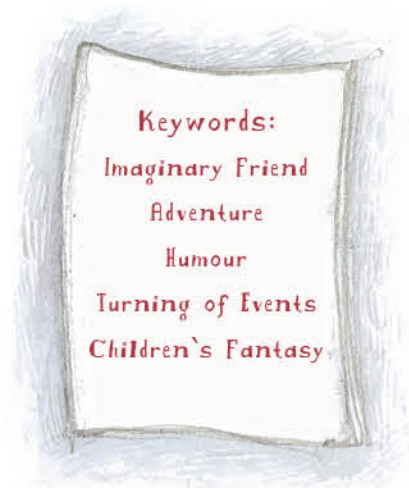 Keywords:
Imaginary Friend
Adventure
Humour
Turning of Events
Children`s Fantasy